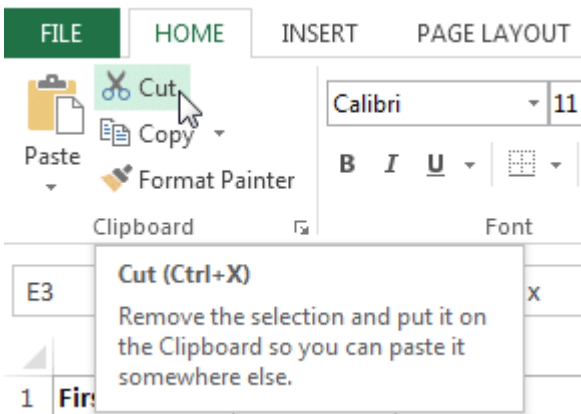 FILE HOME INSERT PAGE LAYOUT
Cut
Calibri 11
Copy
Paste
B I U
Format Painter
Clipboard Font
Cut (Ctrl+X)
E3 x
Remove the selection and put it on
the Clipboard so you can paste it
somewhere else.
1